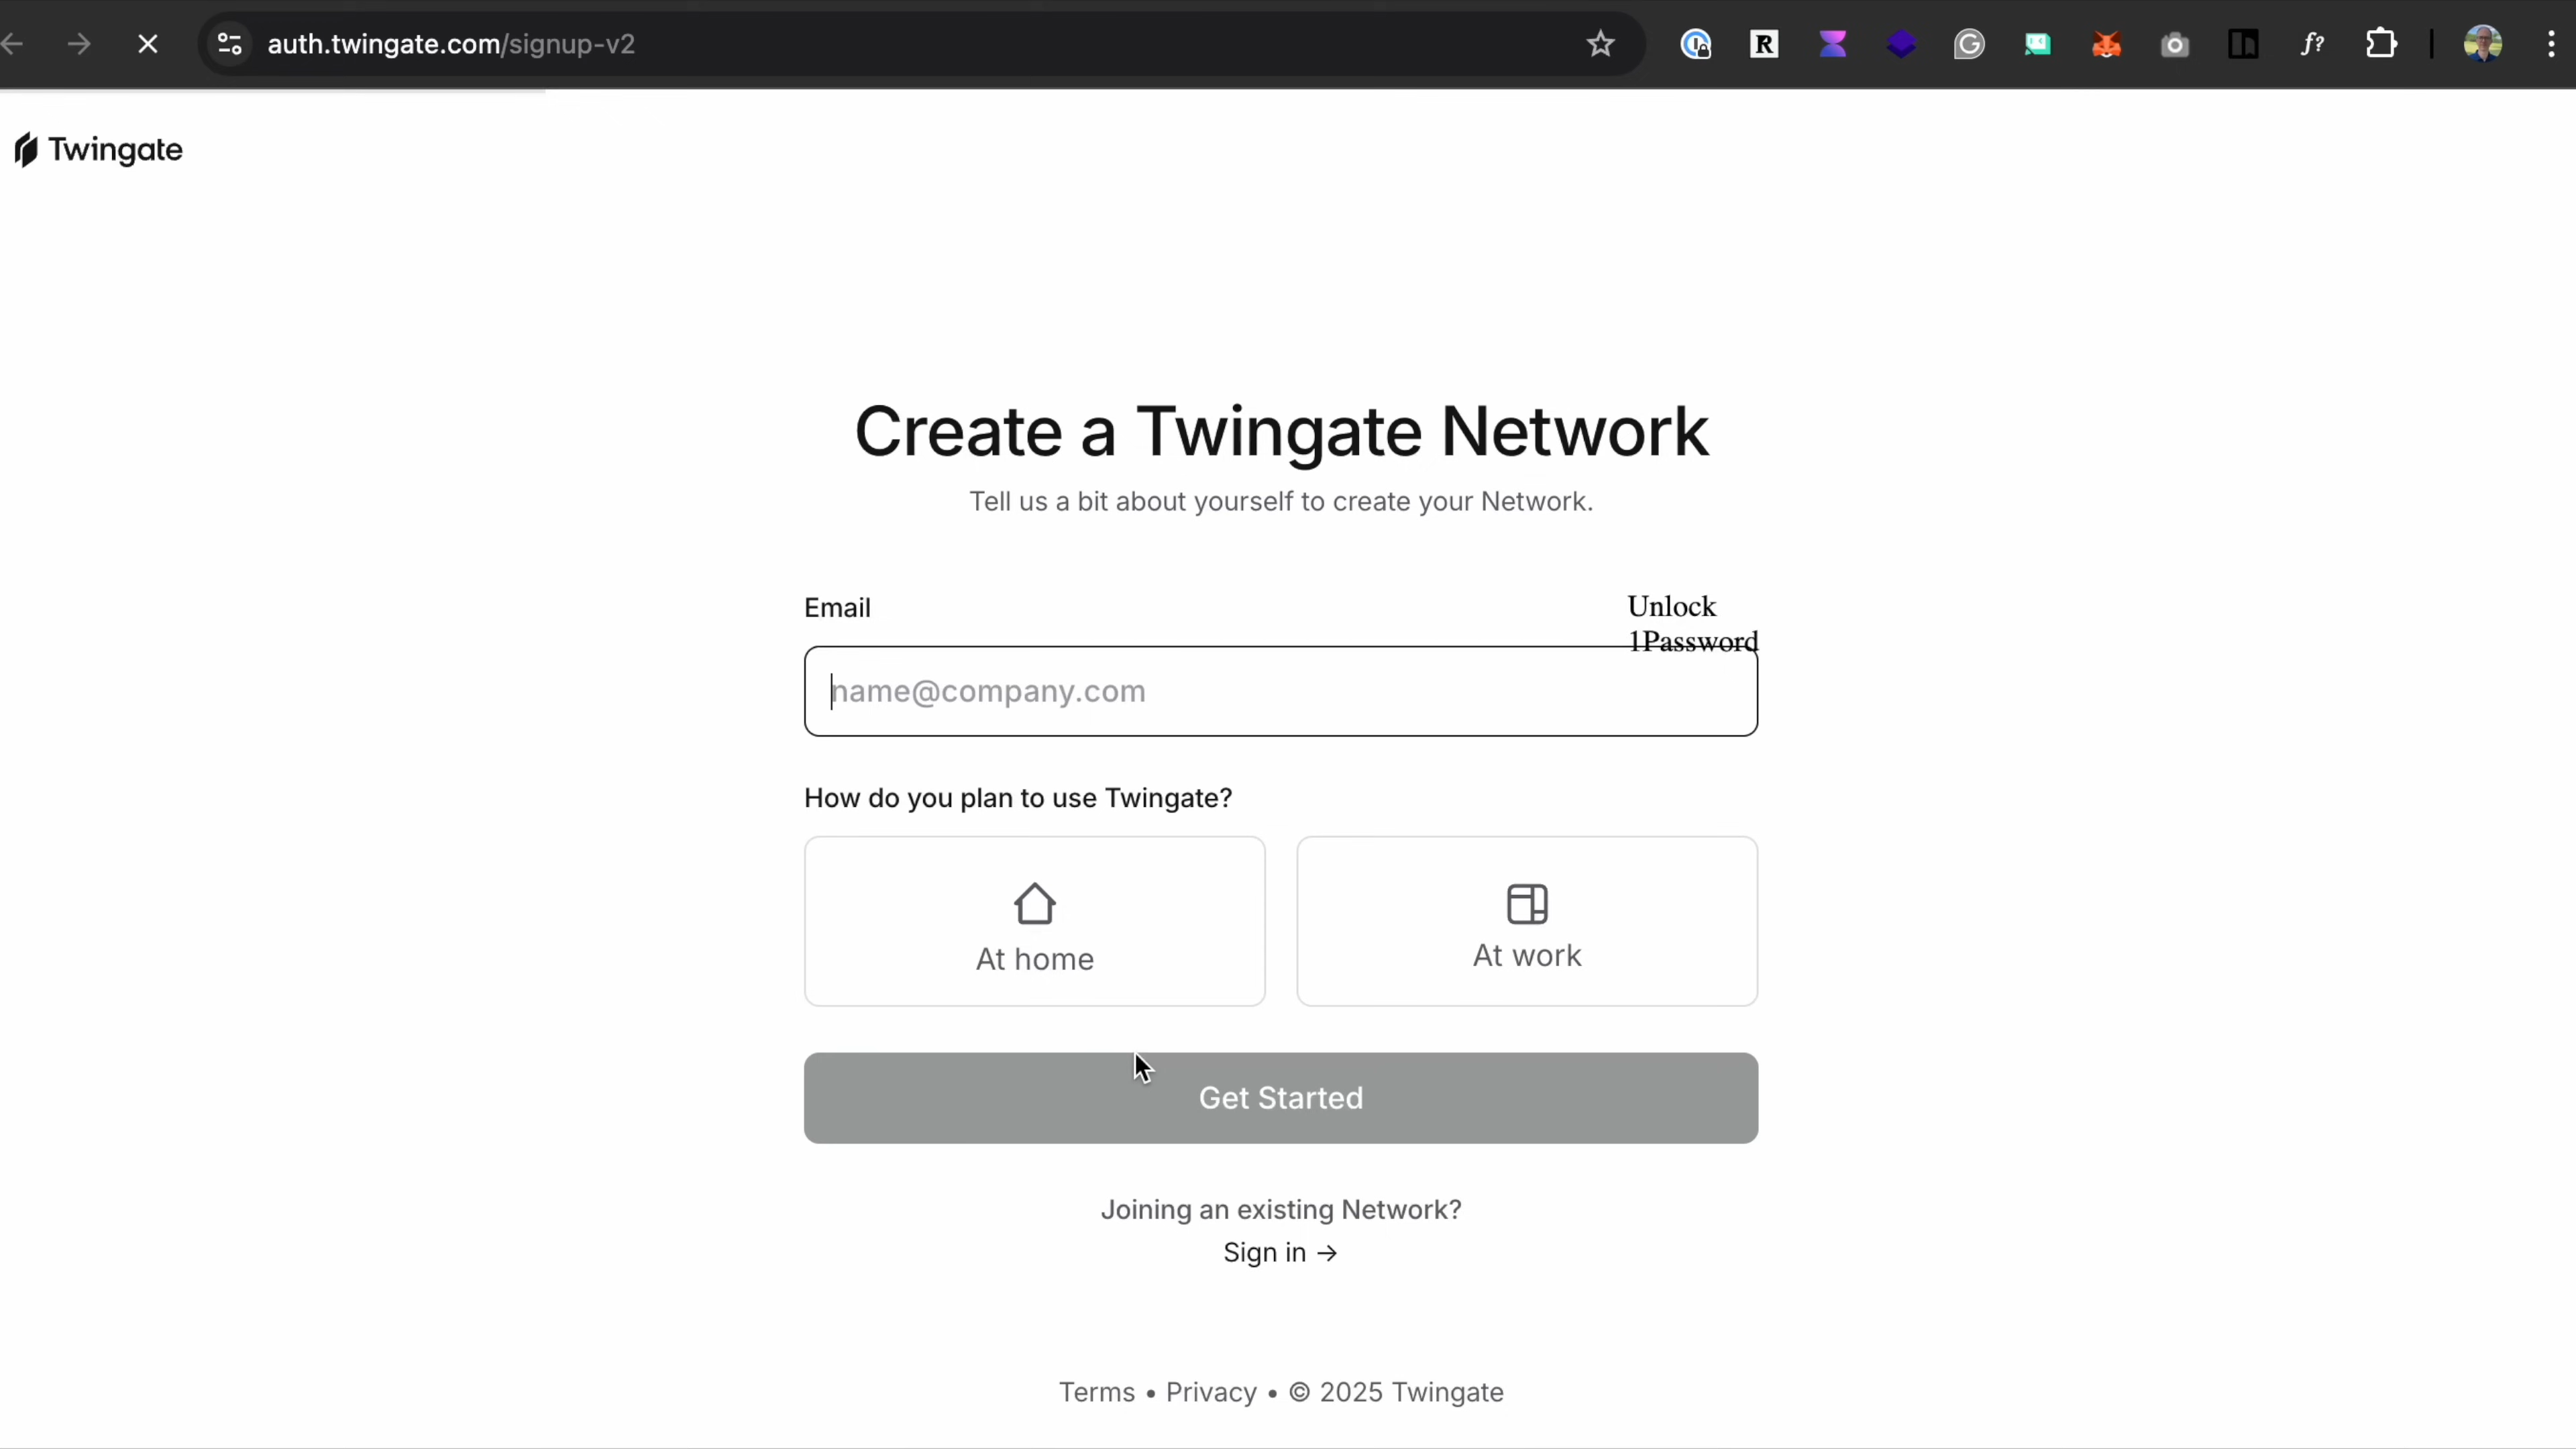 auth.twingate.com/signup-v2
Twingate
Create a Twingate Network
Tell us a bit about yourself to create your Network.
Email
Unlock
1Password
name@company.com
How do you plan to use Twingate?
At home
At work
Get Started
Joining an existing Network?
Sign in →
Terms • Privacy • © 2025 Twingate